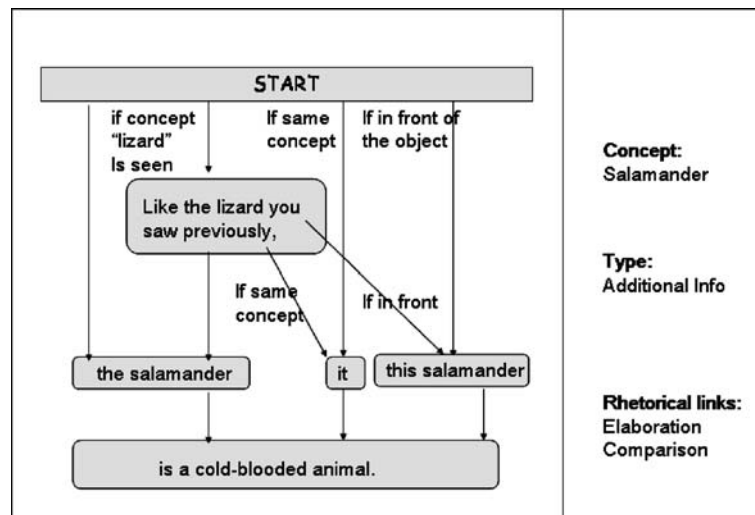 START
if concept
"lizard"
Is seen
If same
concept
If in front of
the object
Like the lizard you
saw previously,
If same
concept
If in front
the salamander
it
this salamander
is a cold-blooded animal.
Concept:
Salamander
Type:
Additional Info
Rhetorical links:
Elaboration
Comparison